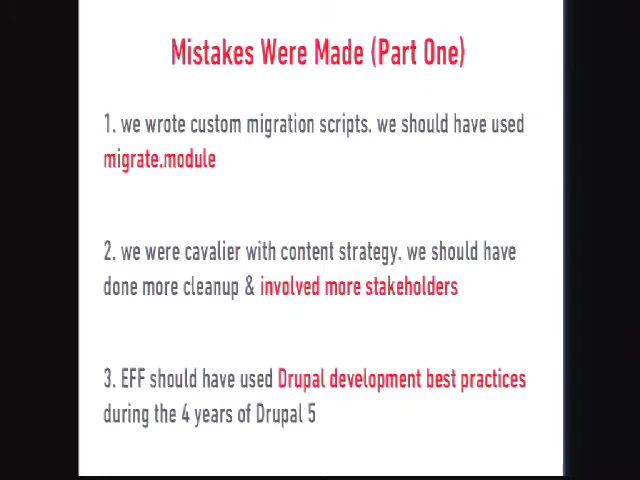 Mistakes Were Made (Part One)
1. we wrote custom migration scripts. we should have used
migrate.module
2. we were cavalier with content strategy. we should have
done more cleanup & involved more stakeholders
3. EFF should have used Drupal development best practices
during the 4 years of Drupal 5